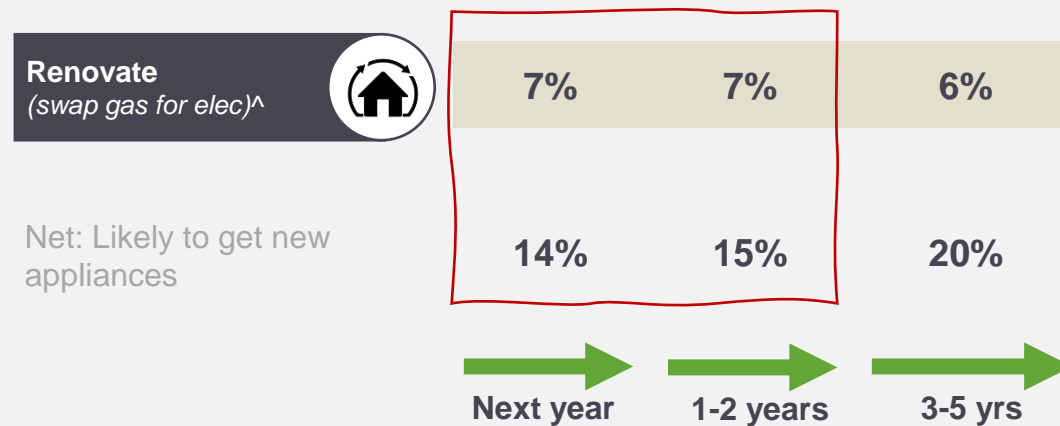 Renovate
(swap gas for elec)^
7% 7% 6%
Net: Likely to get new
appliances
14% 15% 20%
Next year 1-2 years 3-5 yrs